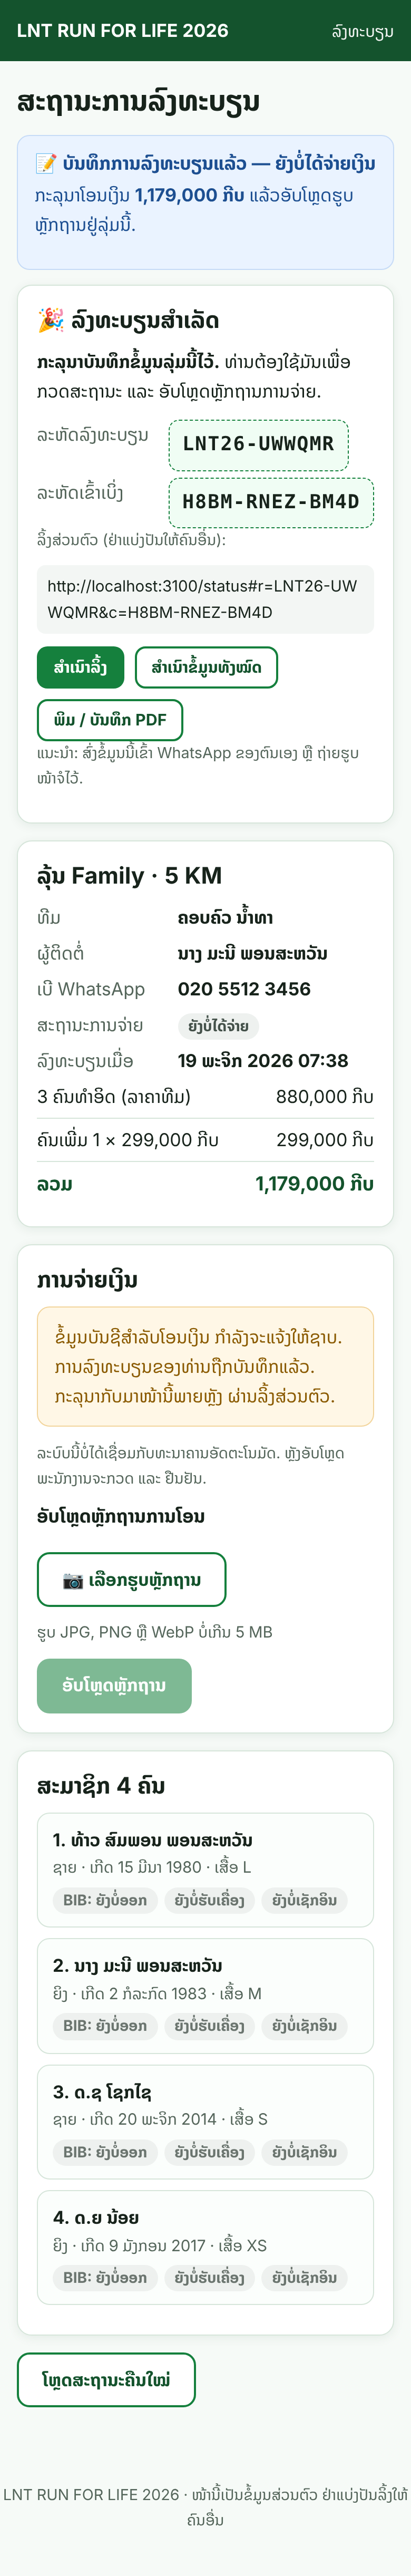 LNT RUN FOR LIFE 2026
ລົງທະບຽນ
ສະຖານະການລົງທະບຽນ
📝 ບັນທຶກການລົງທະບຽນແລ້ວ — ຍັງບໍ່ໄດ້ຈ່າຍເງິນ
ກະລຸນາໂອນເງິນ 1,179,000 ກີບ ແລ້ວອັບໂຫຼດຮູບ
ຫຼັກຖານຢູ່ລຸ່ມນີ້.
🎉 ລົງທະບຽນສຳເລັດ
ກະລຸນາບັນທຶກຂໍ້ມູນລຸ່ມນີ້ໄວ້. ທ່ານຕ້ອງໃຊ້ມັນເພື່ອ
ກວດສະຖານະ ແລະ ອັບໂຫຼດຫຼັກຖານການຈ່າຍ.
ລະຫັດລົງທະບຽນ LNT26-UWWQMR
ລະຫັດເຂົ້າເບິ່ງ H8BM-RNEZ-BM4D
ລິ້ງສ່ວນຕົວ (ຢ່າແບ່ງປັນໃຫ້ຄົນອື່ນ):
http://localhost:3100/status#r=LNT26-UW
WQMR&c=H8BM-RNEZ-BM4D
ສຳເນົາລິ້ງ
ສຳເນົາຂໍ້ມູນທັງໝົດ
ພິມ / ບັນທຶກ PDF
ແນະນຳ: ສົ່ງຂໍ້ມູນນີ້ເຂົ້າ WhatsApp ຂອງຕົນເອງ ຫຼື ຖ່າຍຮູບ
ໜ້າຈໍໄວ້.
ລຸ້ນ Family · 5 KM
ທີມ ຄອບຄົວ ນ້ຳທາ
ຜູ້ຕິດຕໍ່ ນາງ ມະນີ ພອນສະຫວັນ
ເບີ WhatsApp 020 5512 3456
ສະຖານະການຈ່າຍ ຍັງບໍ່ໄດ້ຈ່າຍ
ລົງທະບຽນເມື່ອ 19 ພະຈິກ 2026 07:38
3 ຄົນທຳອິດ (ລາຄາທີມ) 880,000 ກີບ
ຄົນເພີ່ມ 1 × 299,000 ກີບ 299,000 ກີບ
ລວມ 1,179,000 ກີບ
ການຈ່າຍເງິນ
ຂໍ້ມູນບັນຊີສຳລັບໂອນເງິນ ກຳລັງຈະແຈ້ງໃຫ້ຊາບ.
ການລົງທະບຽນຂອງທ່ານຖືກບັນທຶກແລ້ວ.
ກະລຸນາກັບມາໜ້ານີ້ພາຍຫຼັງ ຜ່ານລິ້ງສ່ວນຕົວ.
ລະບົບນີ້ບໍ່ໄດ້ເຊື່ອມກັບທະນາຄານອັດຕະໂນມັດ. ຫຼັງອັບໂຫຼດ
ພະນັກງານຈະກວດ ແລະ ຢືນຢັນ.
ອັບໂຫຼດຫຼັກຖານການໂອນ
📷 ເລືອກຮູບຫຼັກຖານ
ຮູບ JPG, PNG ຫຼື WebP ບໍ່ເກີນ 5 MB
ອັບໂຫຼດຫຼັກຖານ
ສະມາຊິກ 4 ຄົນ
1. ທ້າວ ສົມພອນ ພອນສະຫວັນ
ຊາຍ · ເກີດ 15 ມີນາ 1980 · ເສື້ອ L
BIB: ຍັງບໍ່ອອກ ຍັງບໍ່ຮັບເຄື່ອງ ຍັງບໍ່ເຊັກອິນ
2. ນາງ ມະນີ ພອນສະຫວັນ
ຍິງ · ເກີດ 2 ກໍລະກົດ 1983 · ເສື້ອ M
BIB: ຍັງບໍ່ອອກ ຍັງບໍ່ຮັບເຄື່ອງ ຍັງບໍ່ເຊັກອິນ
3. ດ.ຊ ໂຊກໄຊ
ຊາຍ · ເກີດ 20 ພະຈິກ 2014 · ເສື້ອ S
BIB: ຍັງບໍ່ອອກ ຍັງບໍ່ຮັບເຄື່ອງ ຍັງບໍ່ເຊັກອິນ
4. ດ.ຍ ນ້ອຍ
ຍິງ · ເກີດ 9 ມັງກອນ 2017 · ເສື້ອ XS
BIB: ຍັງບໍ່ອອກ ຍັງບໍ່ຮັບເຄື່ອງ ຍັງບໍ່ເຊັກອິນ
ໂຫຼດສະຖານະຄືນໃໝ່
LNT RUN FOR LIFE 2026 · ໜ້ານີ້ເປັນຂໍ້ມູນສ່ວນຕົວ ຢ່າແບ່ງປັນລິ້ງໃຫ້
ຄົນອື່ນ